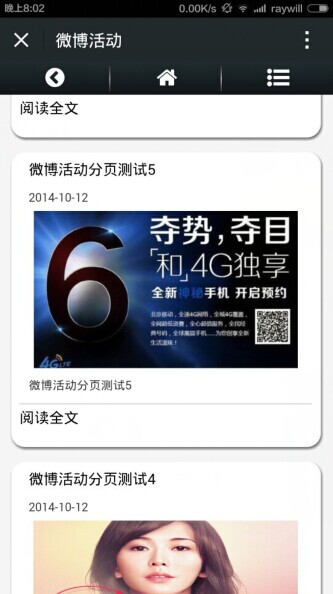 晚上8:02
0.00K/s
raywill
微博活动
阅读全文
微博活动分页测试5
2014-10-12
6
夺势，夺目
「和」4G独享
全新神秘手机 开启预约
4G LTE
微博活动分页测试5
阅读全文
微博活动分页测试4
2014-10-12